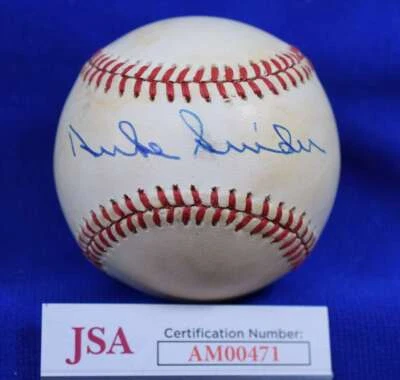 Duke Snider
JSA
Certification Number:
AM00471